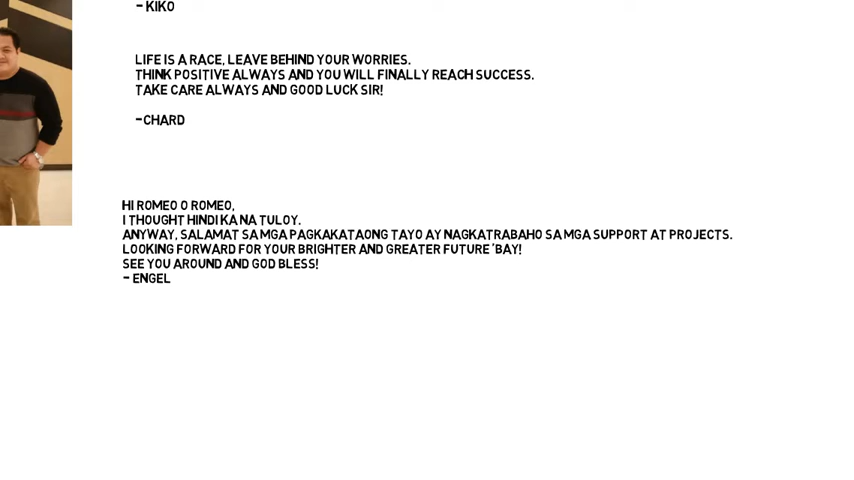 - KIKO
LIFE IS A RACE, LEAVE BEHIND YOUR WORRIES.
THINK POSITIVE ALWAYS AND YOU WILL FINALLY REACH SUCCESS.
TAKE CARE ALWAYS AND GOOD LUCK SIR!
-CHARD
HI ROMEO O ROMEO,
I THOUGHT HINDI KA NA TULOY.
ANYWAY, SALAMAT SA MGA PAGKAKATAONG TAYO AY NAGKATRABAHO SA MGA SUPPORT AT PROJECTS.
LOOKING FORWARD FOR YOUR BRIGHTER AND GREATER FUTURE 'BAY!
SEE YOU AROUND AND GOD BLESS!
- ENGEL